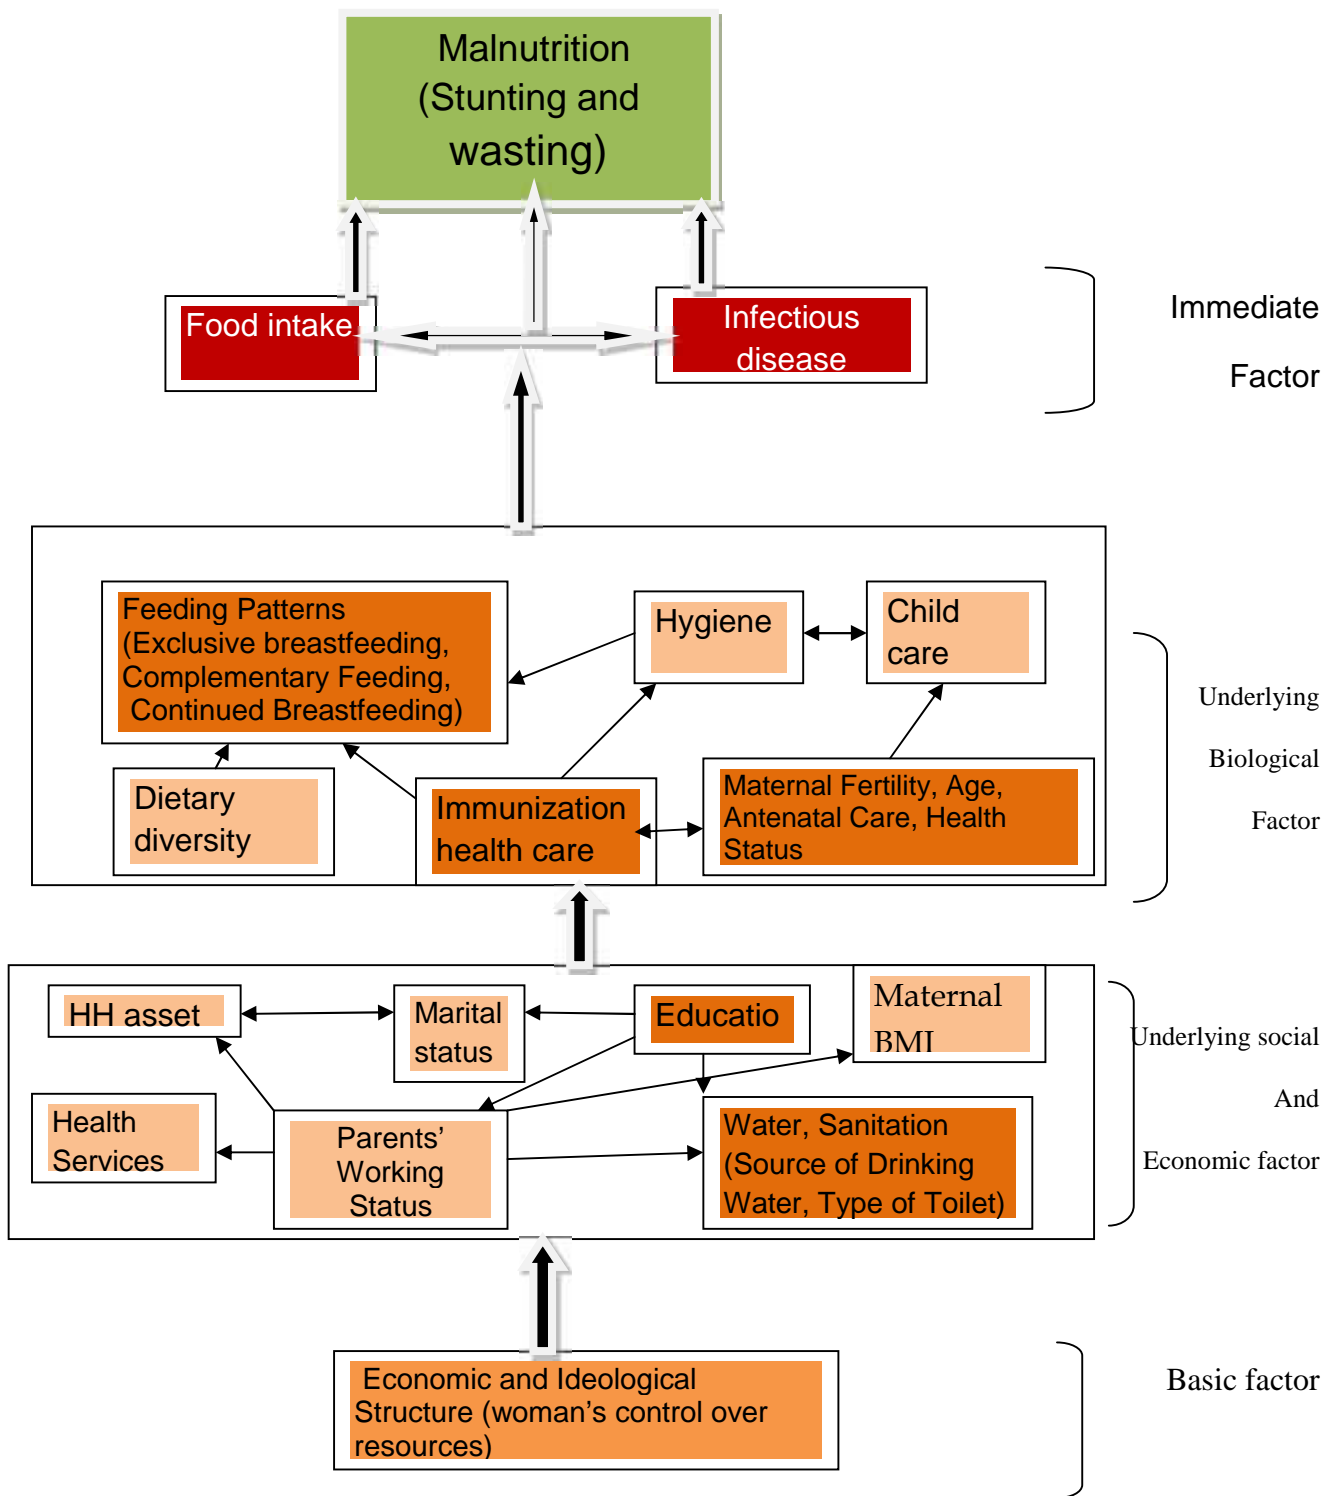 Malnutrition
(Stunting and
wasting)
Food intake
Infectious
disease
Immediate
Factor
Feeding Patterns
(Exclusive breastfeeding,
Complementary Feeding,
Continued Breastfeeding)
Hygiene
Child
care
Underlying
Biological
Factor
Dietary
diversity
Immunization
health care
Maternal Fertility, Age,
Antenatal Care, Health
Status
HH asset
Marital
status
Educatio
Maternal
BMI
Underlying social
And
Economic factor
Health
Services
Parents’
Working
Status
Water, Sanitation
(Source of Drinking
Water, Type of Toilet)
Economic and Ideological
Structure (woman’s control over
resources)
Basic factor